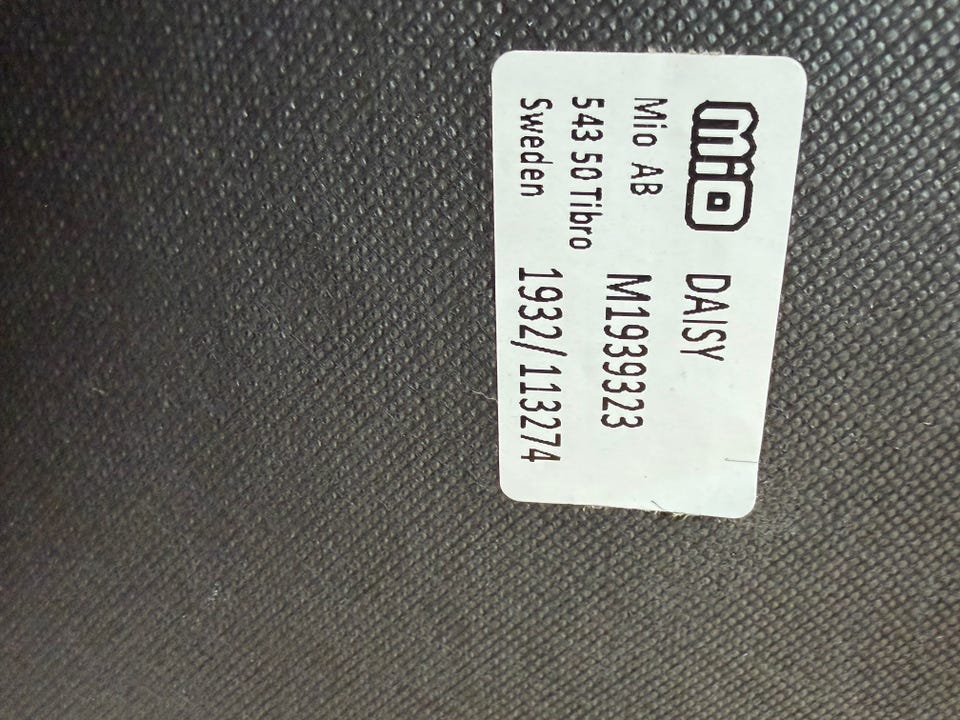 mio DAISY
Mio AB M1939323
543 50 Tibro
Sweden 1932/113274